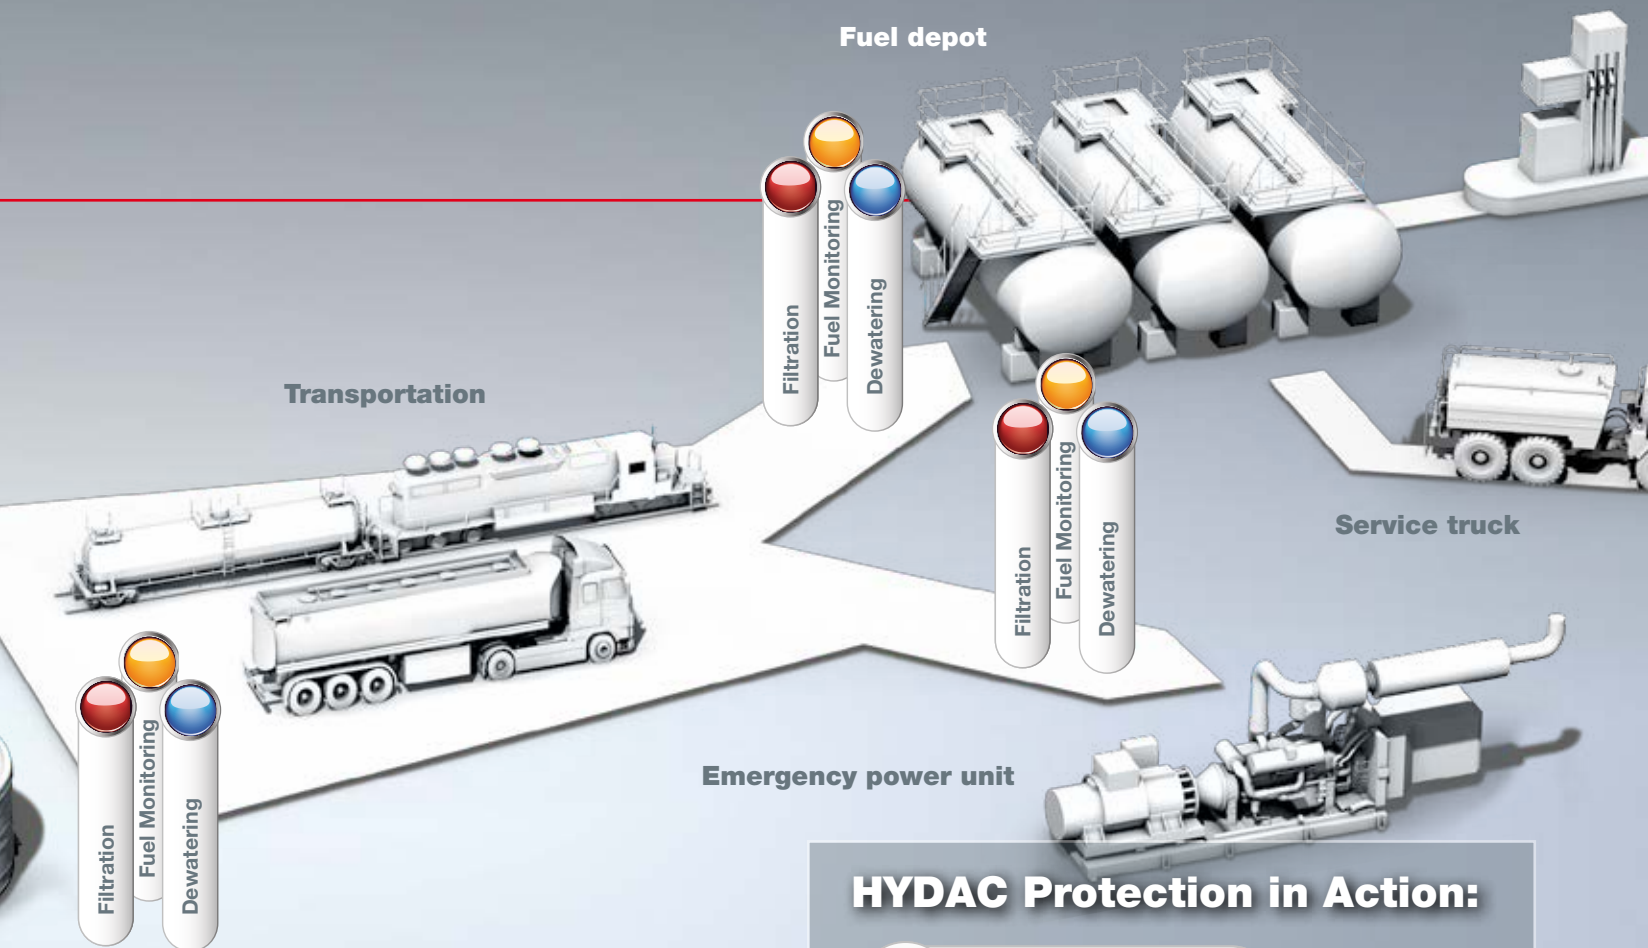 Fuel depot
Filtration
Fuel Monitoring
Dewatering
Transportation
Filtration
Fuel Monitoring
Dewatering
Service truck
Filtration
Fuel Monitoring
Dewatering
Emergency power unit
HYDAC Protection in Action: